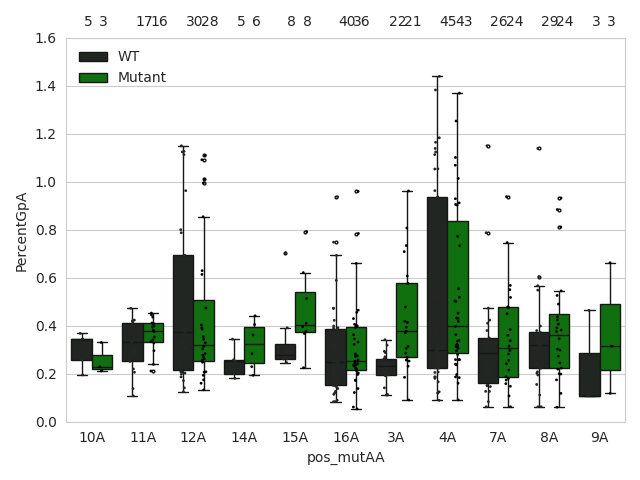 5 3 1716 3028 5 6 8 8 4036 2221 4543 2624 2924 3 3
1.6
WT
Mutant
1.4
1.2
1.0
0.8
0.6
0.4
0.2
0.0
PercentGpA
10A 11A 12A 14A 15A 16A 3A 4A 7A 8A 9A
pos_mutAA